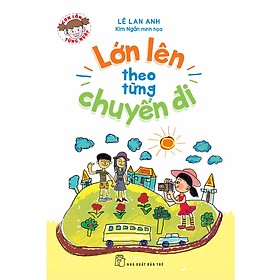 LÊ LAN ANH
Kim Ngân minh họa
Lớn lên
theo từng
chuyến đi
NHÀ XUẤT BẢN TRẺ